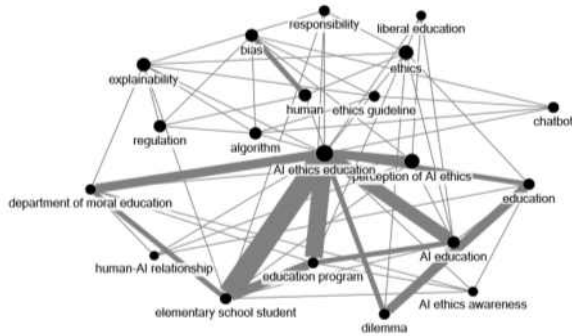 responsibility
liberal education
bias
ethics
explainability
human
ethics guideline
chatbot
regulation
algorithm
AI ethics education
perception of AI ethics
department of moral education
education
AI education
human-AI relationship
education program
AI ethics awareness
elementary school student
dilemma